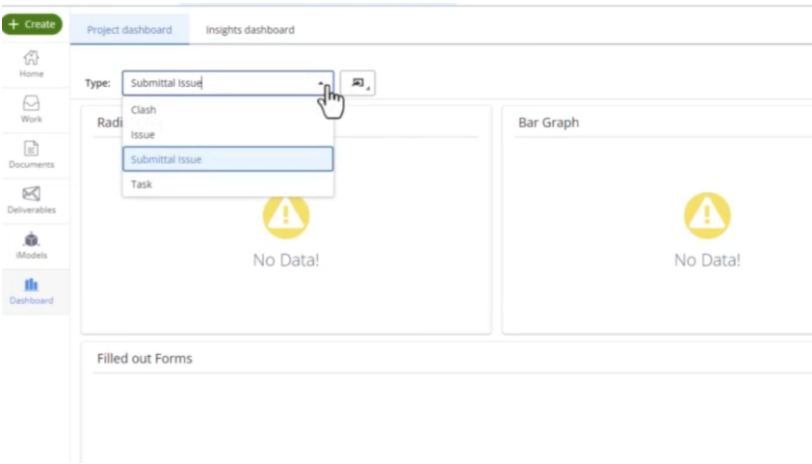 + Create
Project dashboard
Insights dashboard
Home
Type:
Submittal Issue
Work
Clash
Issue
Submittal Issue
Task
Radi
Bar Graph
Documents
Deliverables
iModels
Dashboard
No Data!
No Data!
Filled out Forms